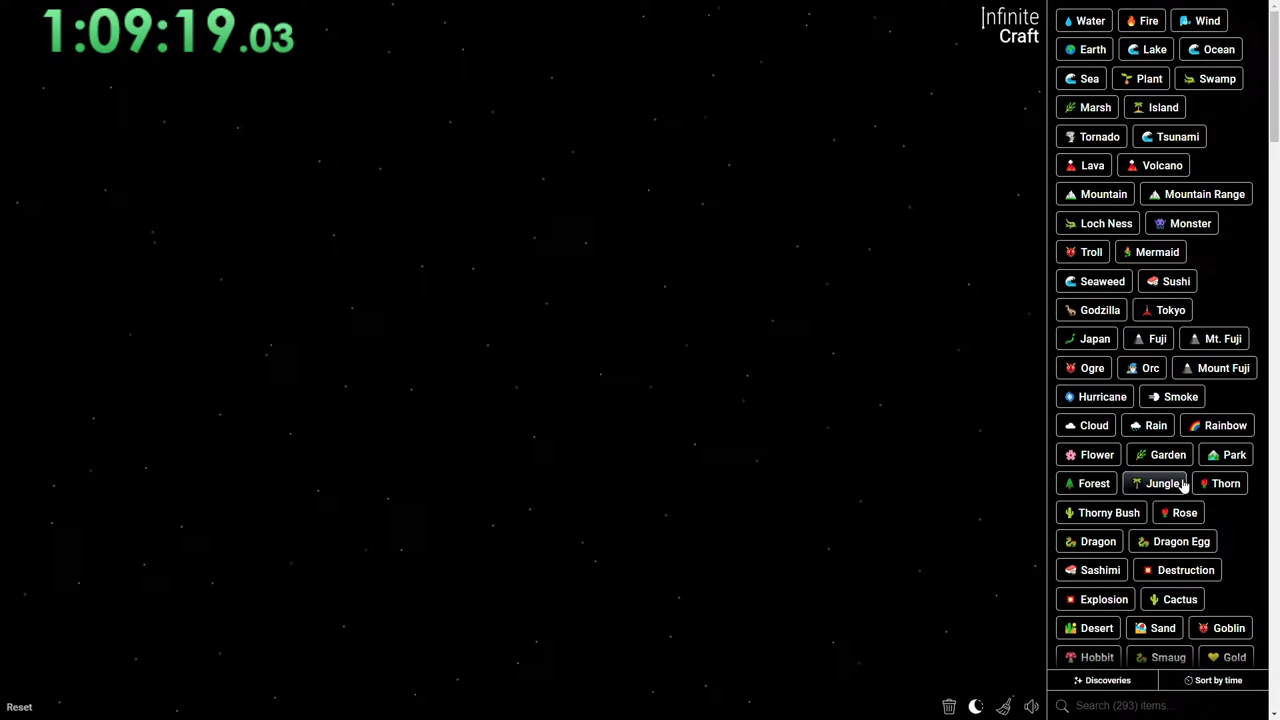 1:09:19.03
Infinite
Craft
Water Fire Wind
Earth Lake Ocean
Sea Plant Swamp
Marsh Island
Tornado Tsunami
Lava Volcano
Mountain Mountain Range
Loch Ness Monster
Troll Mermaid
Seaweed Sushi
Godzilla Tokyo
Japan Fuji Mt. Fuji
Ogre Orc Mount Fuji
Hurricane Smoke
Cloud Rain Rainbow
Flower Garden Park
Forest Jungle Thorn
Thorny Bush Rose
Dragon Dragon Egg
Sashimi Destruction
Explosion Cactus
Desert Sand Goblin
Hobbit Smaug Gold
Discoveries Sort by time
Reset Search (293) items...